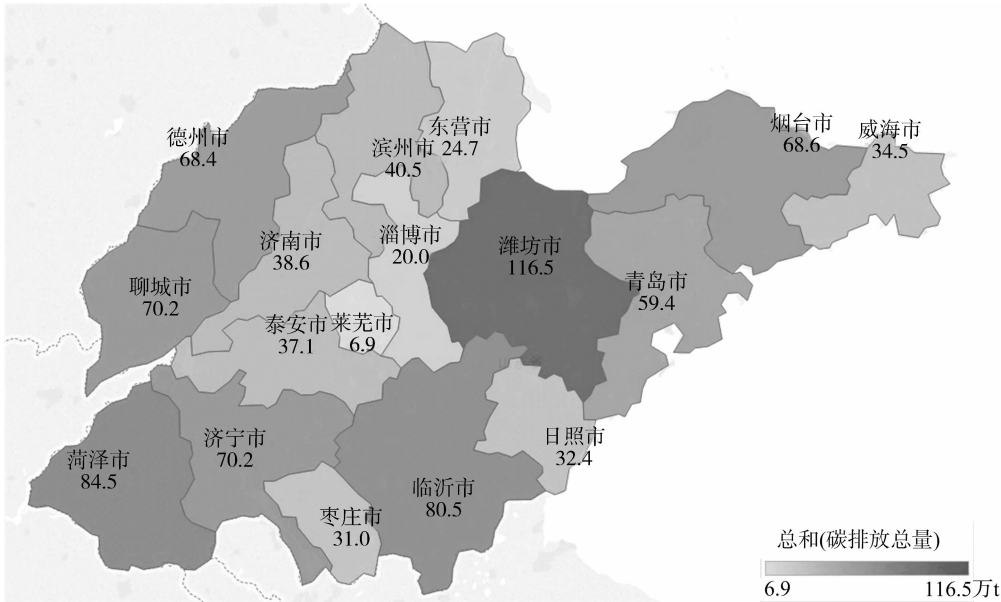 德州市
68.4
滨州市
40.5
东营市
24.7
烟台市
68.6
威海市
34.5
济南市
38.6
淄博市
20.0
潍坊市
116.5
青岛市
59.4
聊城市
70.2
泰安市
37.1
莱芜市
6.9
菏泽市
84.5
济宁市
70.2
日照市
32.4
临沂市
80.5
枣庄市
31.0
总和(碳排放总量)
6.9 116.5万t